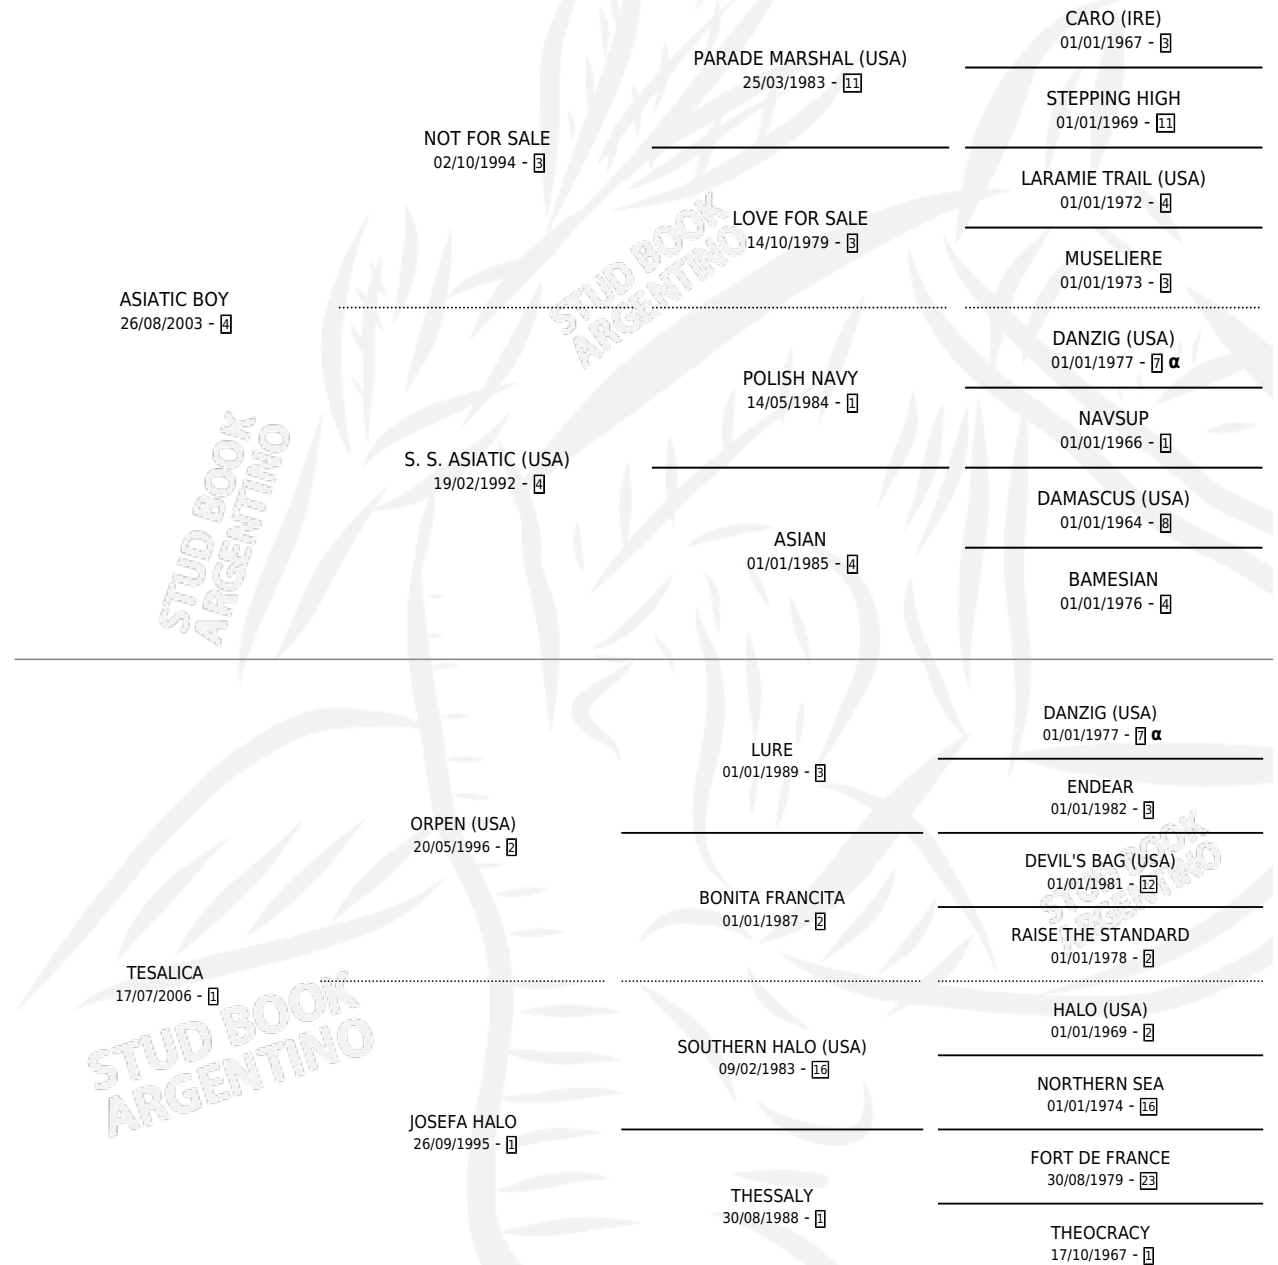 CARO (IRE)
01/01/1967 - 3
PARADE MARSHAL (USA)
25/03/1983 - 11
STEPPING HIGH
01/01/1969 - 11
NOT FOR SALE
02/10/1994 - 3
LARAMIE TRAIL (USA)
01/01/1972 - 4
LOVE FOR SALE
14/10/1979 - 3
MUSELIERE
01/01/1973 - 3
ASIATIC BOY
26/08/2003 - 4
DANZIG (USA)
01/01/1977 - 7 α
POLISH NAVY
14/05/1984 - 1
NAVSUP
01/01/1966 - 1
S. S. ASIATIC (USA)
19/02/1992 - 4
DAMASCUS (USA)
01/01/1964 - 8
ASIAN
01/01/1985 - 4
BAMESIAN
01/01/1976 - 4
STUD BOOK
ARGENTINO
STUD BOOK
ARGENTINO
DANZIG (USA)
01/01/1977 - 7 α
LURE
01/01/1989 - 3
ENDEAR
01/01/1982 - 3
ORPEN (USA)
20/05/1996 - 2
DEVIL'S BAG (USA)
01/01/1981 - 12
BONITA FRANCITA
01/01/1987 - 2
RAISE THE STANDARD
01/01/1978 - 2
TESALICA
17/07/2006 - 1
HALO (USA)
01/01/1969 - 2
SOUTHERN HALO (USA)
09/02/1983 - 16
NORTHERN SEA
01/01/1974 - 16
JOSEFA HALO
26/09/1995 - 1
FORT DE FRANCE
30/08/1979 - 23
THESSALY
30/08/1988 - 1
THEOCRACY
17/10/1967 - 1
STUD BOOK
ARGENTINO
STUD BOOK
ARGENTINO